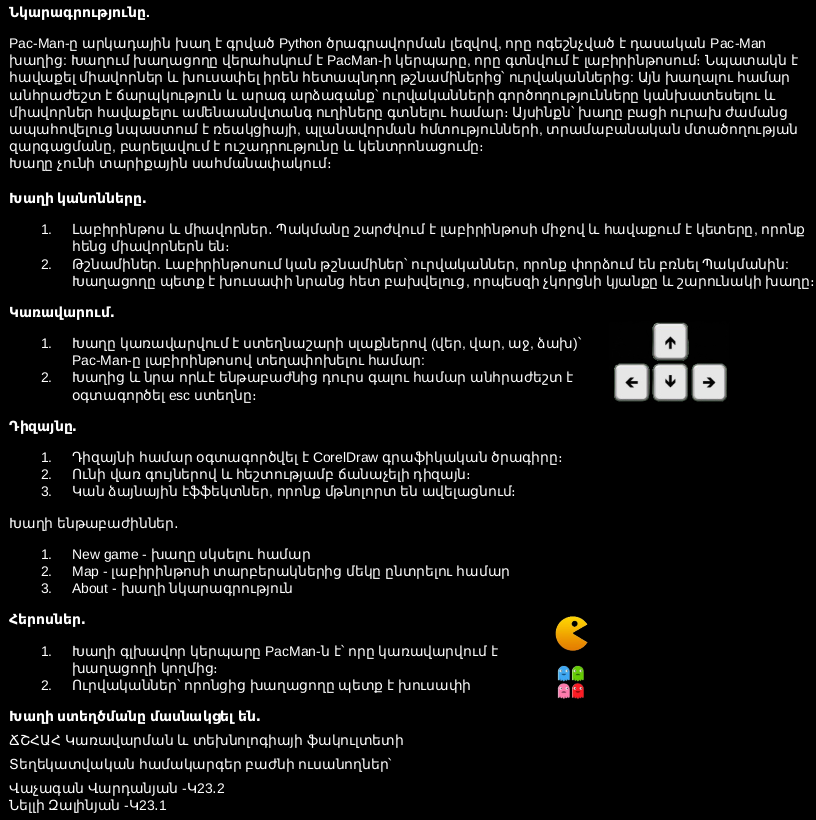 Նկարագրությունը.
Pac-Man-ը արկադային խաղ է գրված Python ծրագրավորման լեզվով, որը ոգեշնչված է դասական Pac-Man
խաղից: Խաղում խաղացողը վերահսկում է PacMan-ի կերպարը, որը գտնվում է լաբիրինթոսում: Նպատակն է
հավաքել միավորներ և խուսափել իրեն հետապնդող թշնամիներից՝ ուրվականներից: Այն խաղալու համար
անհրաժեշտ է ճարպկություն և արագ արձագանք՝ ուրվականների գործողությունները կանխատեսելու և
միավորներ հավաքելու ամենաանվտանգ ուղիները գտնելու համար: Այսինքն՝ խաղը բացի ուրախ ժամանց
ապահովելուց նպաստում է ռեակցիայի, պլանավորման հմտությունների, տրամաբանական մտածողության
զարգացմանը, բարելավում է ուշադրությունը և կենտրոնացումը:
Խաղը չունի տարիքային սահմանափակում:
Խաղի կանոնները.
1. Լաբիրինթոս և միավորներ. Պակմանը շարժվում է լաբիրինթոսի միջով և հավաքում է կետերը, որոնք
հենց միավորներն են:
2. Թշնամիներ. Լաբիրինթոսում կան թշնամիներ՝ ուրվականներ, որոնք փորձում են բռնել Պակմանին:
Խաղացողը պետք է խուսափի նրանց հետ բախվելուց, որպեսզի չկորցնի կյանքը և շարունակի խաղը:
Կառավարում.
1. Խաղը կառավարվում է ստեղնաշարի սլաքներով (վեր, վար, աջ, ձախ)՝
Pac-Man-ը լաբիրինթոսով տեղափոխելու համար:
2. Խաղից և նրա որևէ ենթաբաժնից դուրս գալու համար անհրաժեշտ է
օգտագործել esc ստեղնը:
Դիզայնը.
1. Դիզայնի համար օգտագործվել է CorelDraw գրաֆիկական ծրագիրը:
2. Ունի վառ գույներով և հեշտությամբ ճանաչելի դիզայն:
3. Կան ձայնային էֆֆեկտներ, որոնք մթնոլորտ են ավելացնում:
Խաղի ենթաբաժիններ.
1. New game - խաղը սկսելու համար
2. Map - լաբիրինթոսի տարբերակներից մեկը ընտրելու համար
3. About - խաղի նկարագրություն
Հերոսներ.
1. Խաղի գլխավոր կերպարը PacMan-ն է՝ որը կառավարվում է
խաղացողի կողմից:
2. Ուրվականներ՝ որոնցից խաղացողը պետք է խուսափի
Խաղի ստեղծմանը մասնակցել են.
ՃՇՀԱՀ Կառավարման և տեխնոլոգիայի ֆակուլտետի
Տեղեկատվական համակարգեր բաժնի ուսանողներ՝
Վաչագան Վարդանյան -Կ23.2
Նելլի Զալինյան -Կ23.1